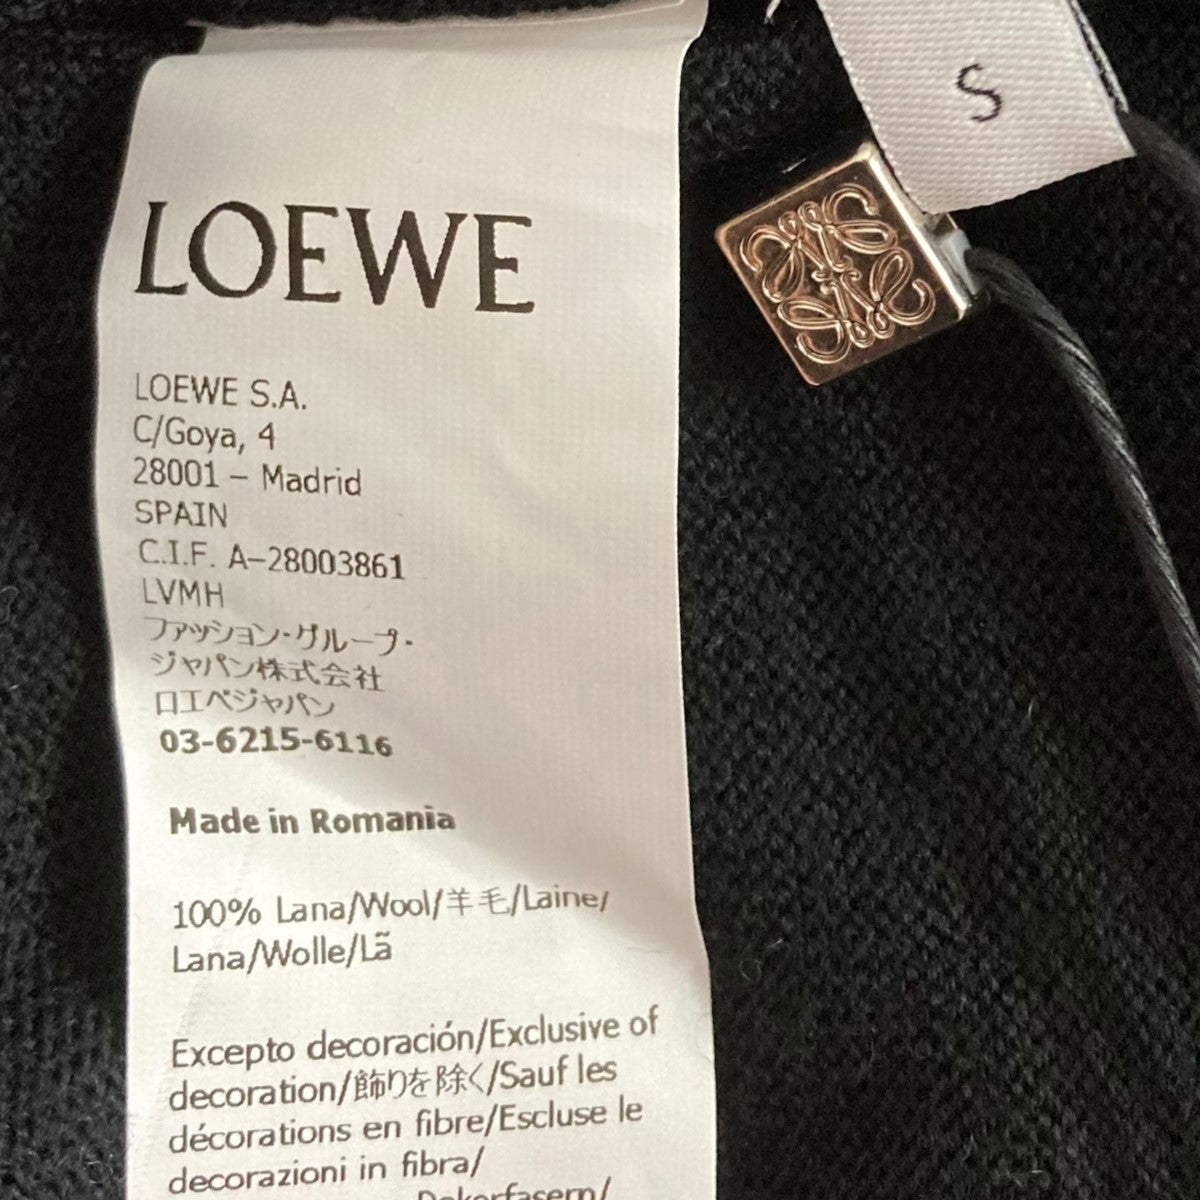 LOEWE
LOEWE S.A.
C/Goya, 4
28001 – Madrid
SPAIN
C.I.F. A–28003861
LVMH
ファッション・グループ・
ジャパン株式会社
ロエベジャパン
03-6215-6116
Made in Romania
100% Lana/Wool/羊毛/Laine/
Lana/Wolle/Lã
Excepto decoración/Exclusive of
decoration/飾りを除く/Sauf les
décorations en fibre/Escluse le
decorazioni in fibra/
Dekorfasern/
S